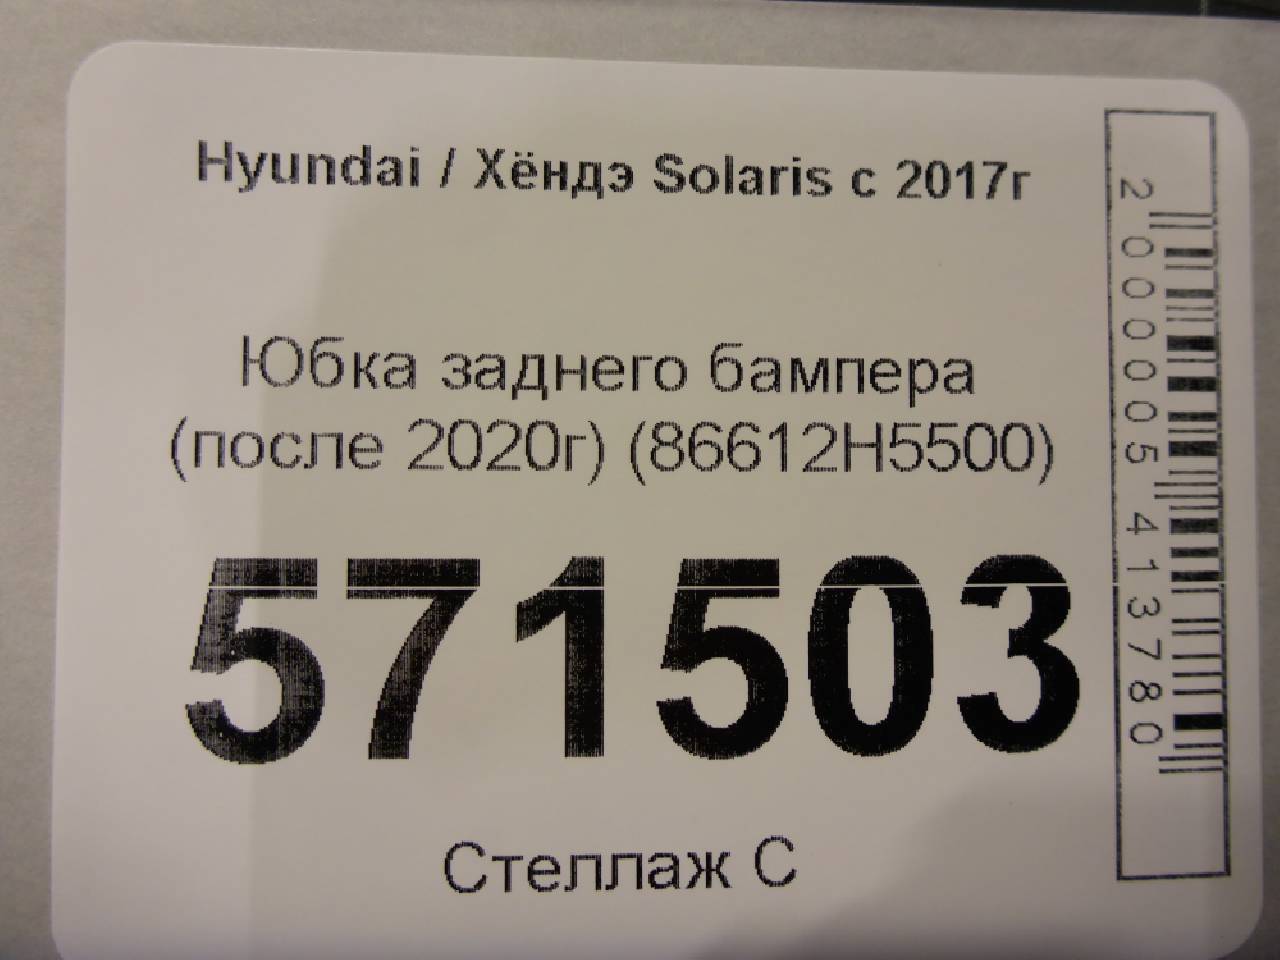 Hyundai / Хёндэ Solaris с 2017г
Юбка заднего бампера
(после 2020г) (86612H5500)
571503
Стеллаж С
2000005413780